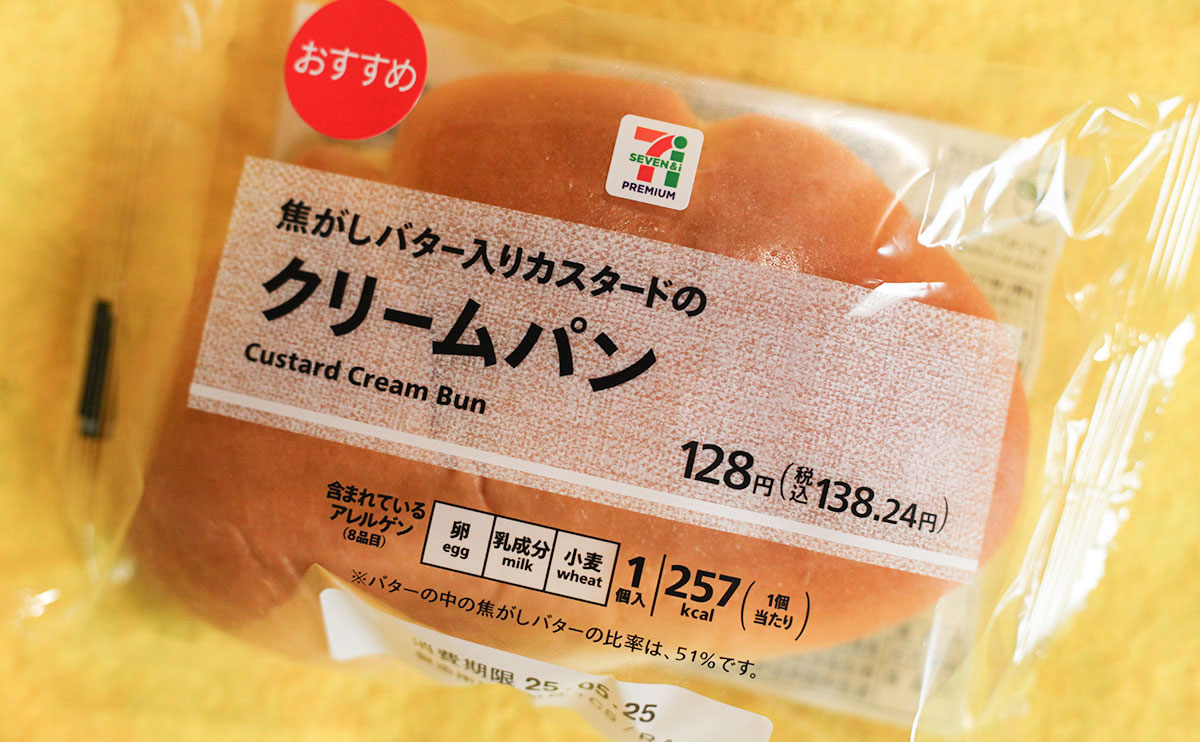 おすすめ
SEVEN&i
PREMIUM
焦がしバター入りカスタードの
クリームパン
Custard Cream Bun
128円(税込138.24円)
含まれている
アレルゲン
(8品目)
卵
egg
乳成分
milk
小麦
wheat
1
個入
257
kcal
(1個
当たり)
※バターの中の焦がしバターの比率は、51%です。
消費期限 25.05.25